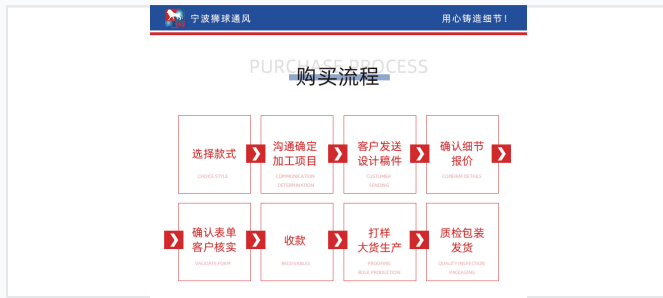 宁波狮球通风
用心铸造细节!
PURCHASE PROCESS
购买流程
选择款式
CHOICE STYLE
沟通确定
加工项目
COMMUNICATION
DETERMINATION
客户发送
设计稿件
CUSTOMER
SENDING
确认细节
报价
CONFIRM DETAILS
确认表单
客户核实
VALIDATE FORM
收款
RECEIVABLES
打样
大货生产
PROOFING
BULK PRODUCTION
质检包装
发货
QUALITY INSPECTION
PACKAGING